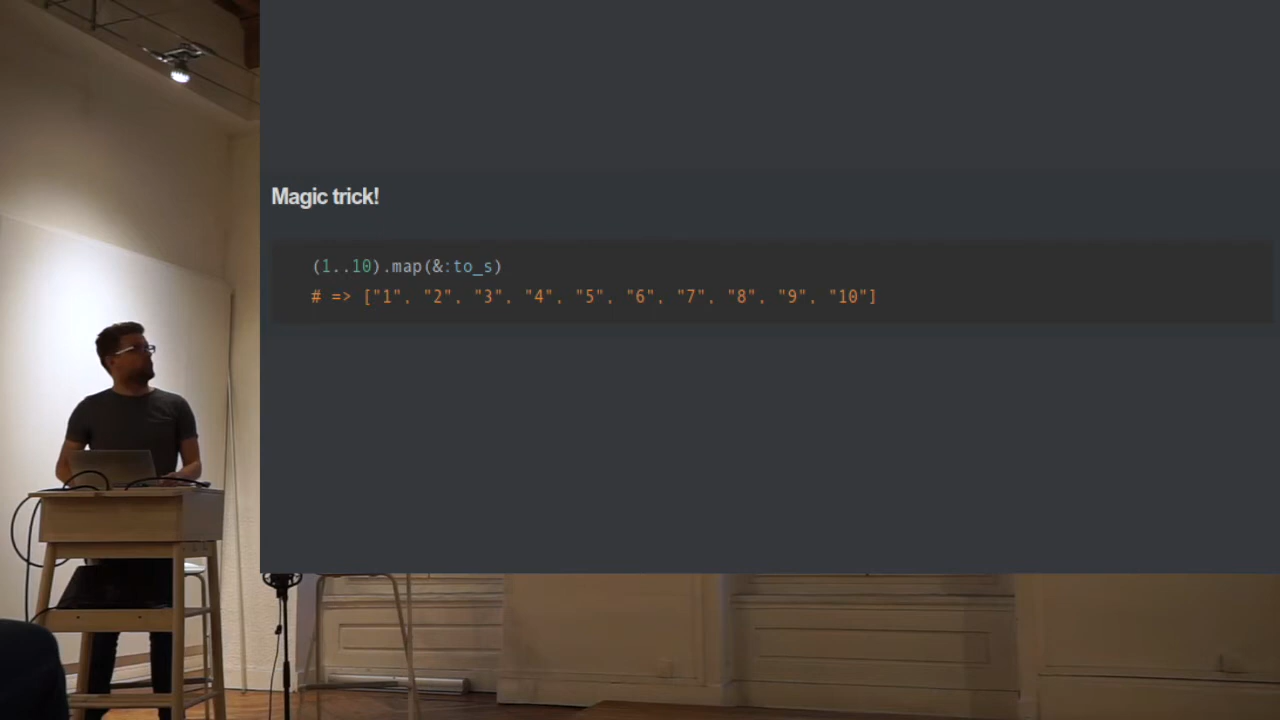 Magic trick!
(1..10).map(&:to_s)
# => ["1", "2", "3", "4", "5", "6", "7", "8", "9", "10"]